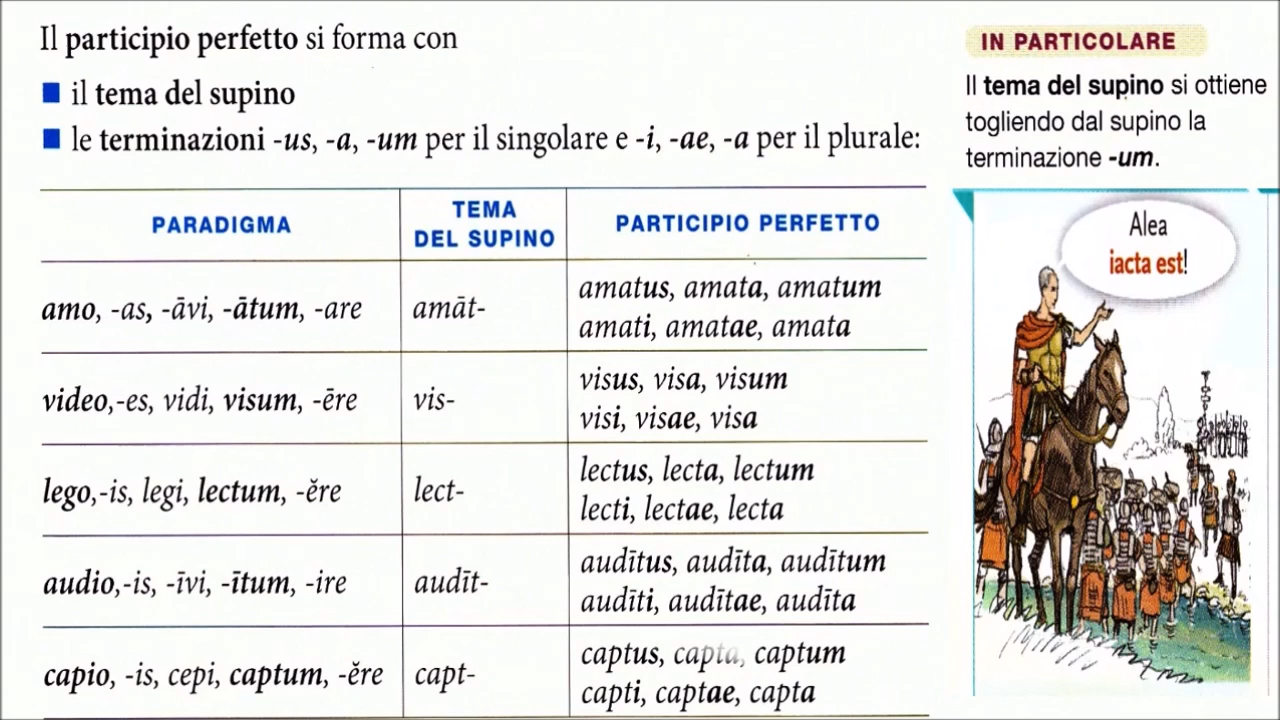 Il participio perfetto si forma con
il tema del supino
le terminazioni -us, -a, -um per il singolare e -i, -ae, -a per il plurale:
PARADIGMA
TEMA
DEL SUPINO
PARTICIPIO PERFETTO
amo, -as, -āvi, -ātum, -are
amāt-
amatus, amata, amatum
amati, amatae, amata
video,-es, vidi, visum, -ēre
vis-
visus, visa, visum
visi, visae, visa
lego,-is, legi, lectum, -ĕre
lect-
lectus, lecta, lectum
lecti, lectae, lecta
audio,-is, -īvi, -ītum, -ire
audīt-
audītus, audīta, audītum
audīti, audītae, audīta
capio, -is, cepi, captum, -ĕre
capt-
captus, capta, captum
capti, captae, capta
IN PARTICOLARE
Il tema del supino si ottiene
togliendo dal supino la
terminazione -um.
Alea
iacta est!